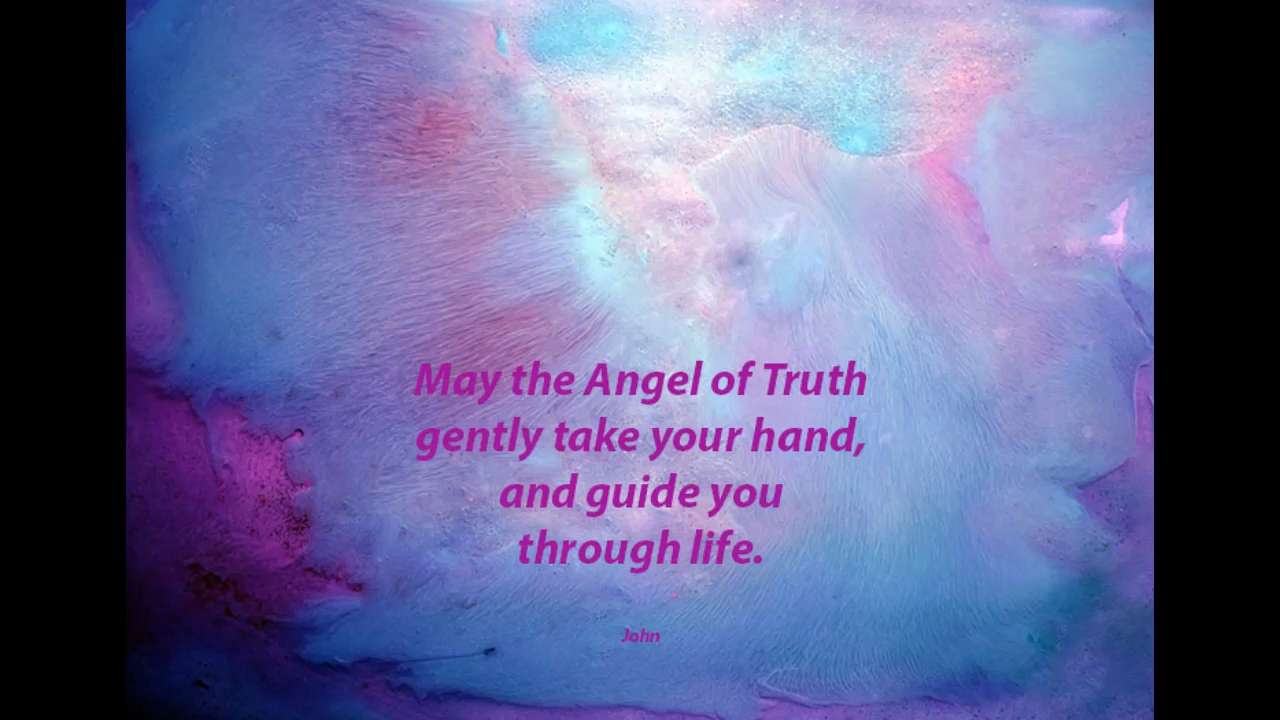 May the Angel of Truth
gently take your hand,
and guide you
through life.
John